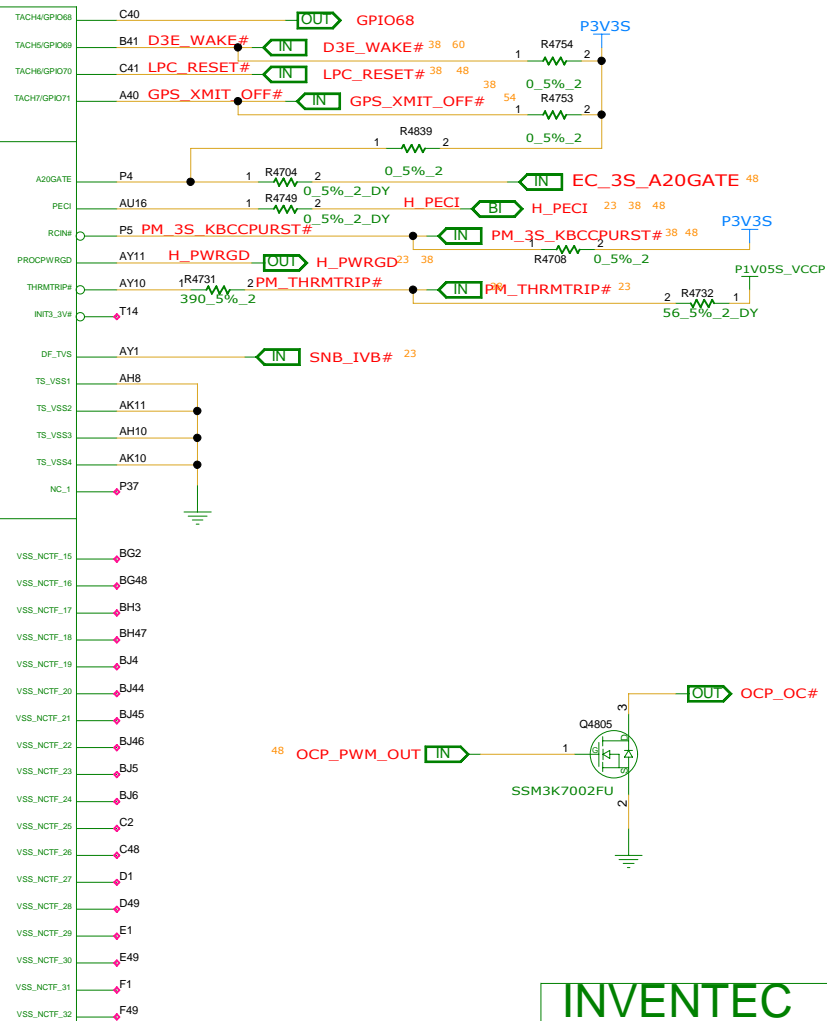 TACH4/GPIO68 C40 OUT GPIO68
P3V3S
TACH5/GPIO69 B41 D3E_WAKE# IN D3E_WAKE# 38 60 1 R4754 2
0_5%_2
TACH6/GPIO70 C41 LPC_RESET# IN LPC_RESET# 38 48
TACH7/GPIO71 A40 GPS_XMIT_OFF# IN GPS_XMIT_OFF# 38 54 1 R4753 2
0_5%_2
1 R4839 2
0_5%_2
A20GATE P4 1 R4704 2 IN EC_3S_A20GATE 48
0_5%_2_DY
PECI AU16 1 R4749 2 H_PECI BI H_PECI 23 38 48
0_5%_2_DY
P3V3S
RCIN# P5 PM_3S_KBCCPURST# IN PM_3S_KBCCPURST# 38 48
1 R4708 2 0_5%_2
PROCPWRGD AY11 H_PWRGD OUT H_PWRGD 23 38
P1V05S_VCCP
THRMTRIP# AY10 1 R4731 2 PM_THRMTRIP# IN PM_THRMTRIP# 23 2 R4732 1
390_5%_2
56_5%_2_DY
INIT3_3V# T14
DF_TVS AY1 IN SNB_IVB# 23
TS_VSS1 AH8
TS_VSS2 AK11
TS_VSS3 AH10
TS_VSS4 AK10
NC_1 P37
VSS_NCTF_15 BG2
VSS_NCTF_16 BG48
VSS_NCTF_17 BH3
VSS_NCTF_18 BH47
VSS_NCTF_19 BJ4
VSS_NCTF_20 BJ44
VSS_NCTF_21 BJ45
VSS_NCTF_22 BJ46
VSS_NCTF_23 BJ5
VSS_NCTF_24 BJ6
VSS_NCTF_25 C2
VSS_NCTF_26 C48
VSS_NCTF_27 D1
VSS_NCTF_28 D49
VSS_NCTF_29 E1
VSS_NCTF_30 E49
VSS_NCTF_31 F1
VSS_NCTF_32 F49
OUT OCP_OC#
3
Q4805
D
48 OCP_PWM_OUT IN 1 G
S
SSM3K7002FU
2
INVENTEC